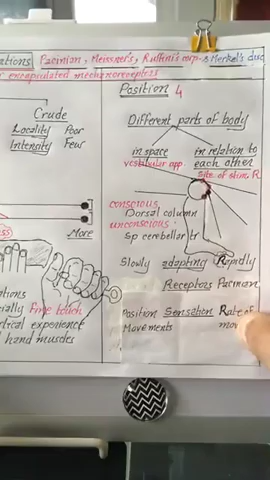 ations Pacinian, Meissner's, Ruffini's corp. & Merkel's disc
r encapsulated mechanoreceptors
Crude
Locality Poor
Intensity Few
More
Fine touch
ations
cially
rtical experience
hand muscles
Position 4
Different parts of body
in space
vestibular app.
in relation to
each other
Site of stim. R.
conscious
Dorsal column
unconscious
Sp cerebellar tr
Slowly adapting Rapidly
Receptors Pacinian
Position Sensation Rate of
Movements mov